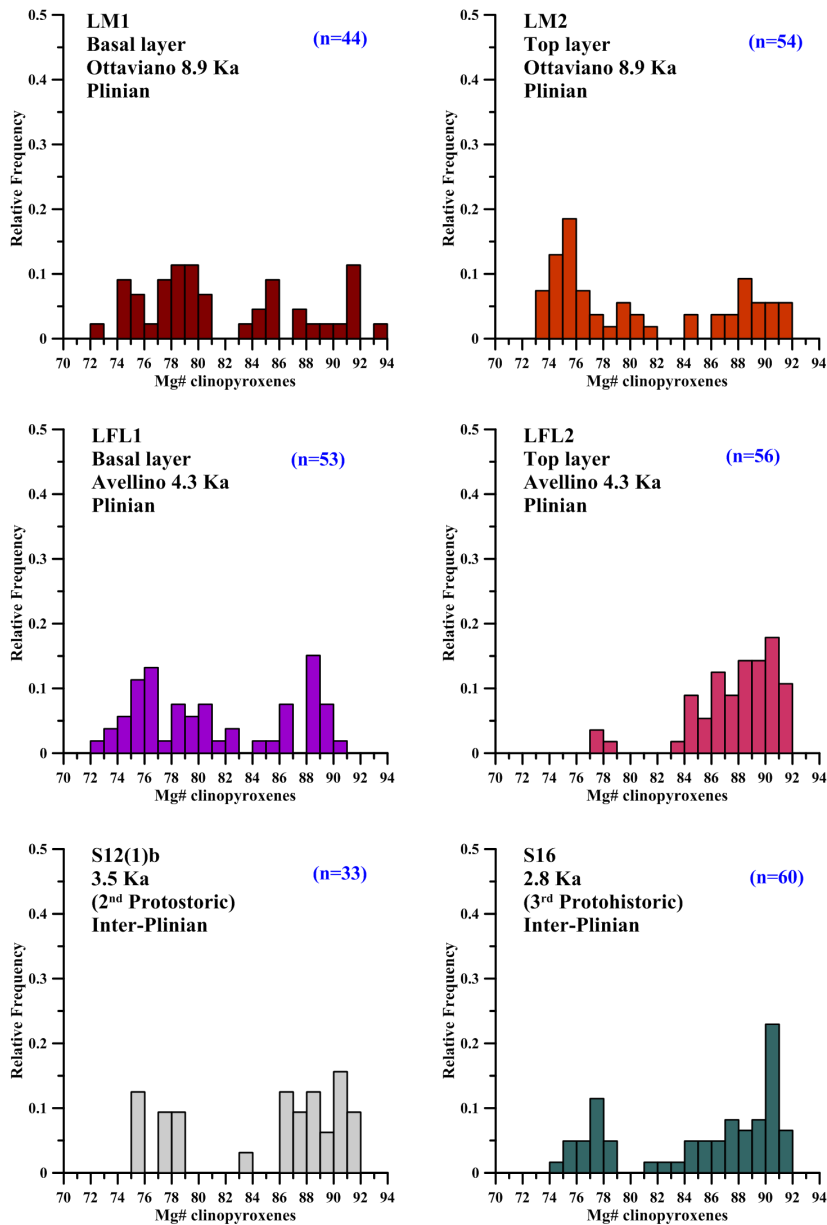 LM1
Basal layer
Ottaviano 8.9 Ka
Plinian
(n=44)
Relative Frequency
0.5
0.4
0.3
0.2
0.1
0
70 72 74 76 78 80 82 84 86 88 90 92 94
Mg# clinopyroxenes
LM2
Top layer
Ottaviano 8.9 Ka
Plinian
(n=54)
Relative Frequency
0.5
0.4
0.3
0.2
0.1
0
70 72 74 76 78 80 82 84 86 88 90 92 94
Mg# clinopyroxenes
LFL1
Basal layer
Avellino 4.3 Ka
Plinian
(n=53)
Relative Frequency
0.5
0.4
0.3
0.2
0.1
0
70 72 74 76 78 80 82 84 86 88 90 92 94
Mg# clinopyroxenes
LFL2
Top layer
Avellino 4.3 Ka
Plinian
(n=56)
Relative Frequency
0.5
0.4
0.3
0.2
0.1
0
70 72 74 76 78 80 82 84 86 88 90 92 94
Mg# clinopyroxenes
S12(1)b
3.5 Ka
(2nd Protostoric)
Inter-Plinian
(n=33)
Relative Frequency
0.5
0.4
0.3
0.2
0.1
0
70 72 74 76 78 80 82 84 86 88 90 92 94
Mg# clinopyroxenes
S16
2.8 Ka
(3rd Protohistoric)
Inter-Plinian
(n=60)
Relative Frequency
0.5
0.4
0.3
0.2
0.1
0
70 72 74 76 78 80 82 84 86 88 90 92 94
Mg# clinopyroxenes